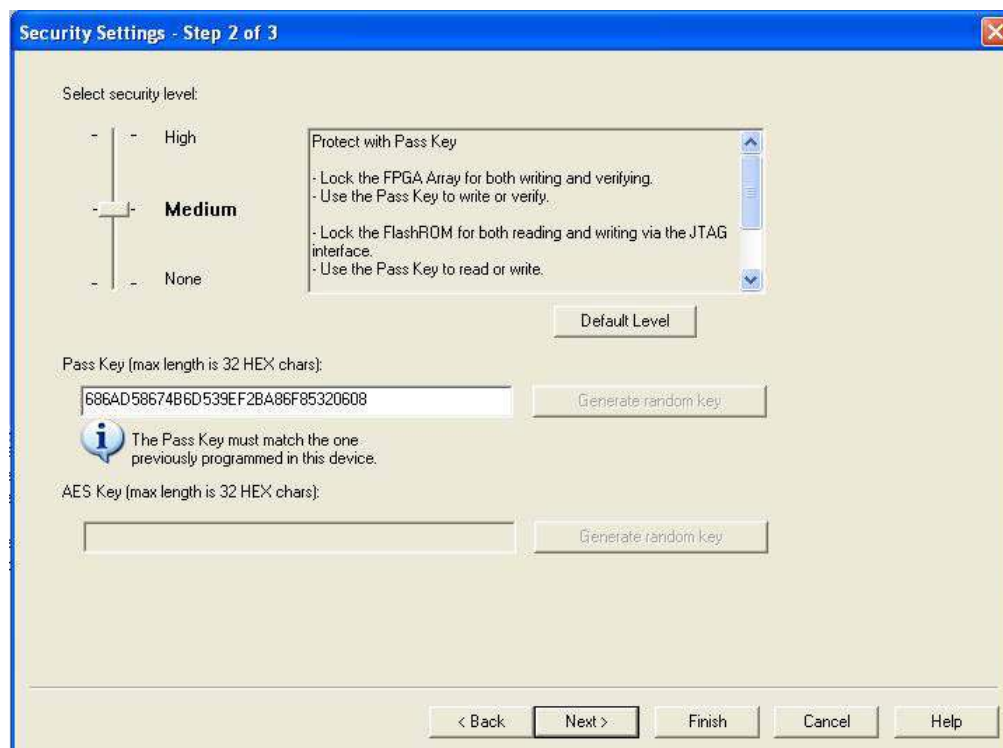 Security Settings - Step 2 of 3
Select security level:
High
Medium
None
Protect with Pass Key
- Lock the FPGA Array for both writing and verifying.
- Use the Pass Key to write or verify.
- Lock the FlashROM for both reading and writing via the JTAG
interface.
- Use the Pass Key to read or write.
Default Level
Pass Key (max length is 32 HEX chars):
686AD58674B6D539EF2BA86F85320608
Generate random key
The Pass Key must match the one
previously programmed in this device.
AES Key (max length is 32 HEX chars):
Generate random key
< Back
Next >
Finish
Cancel
Help